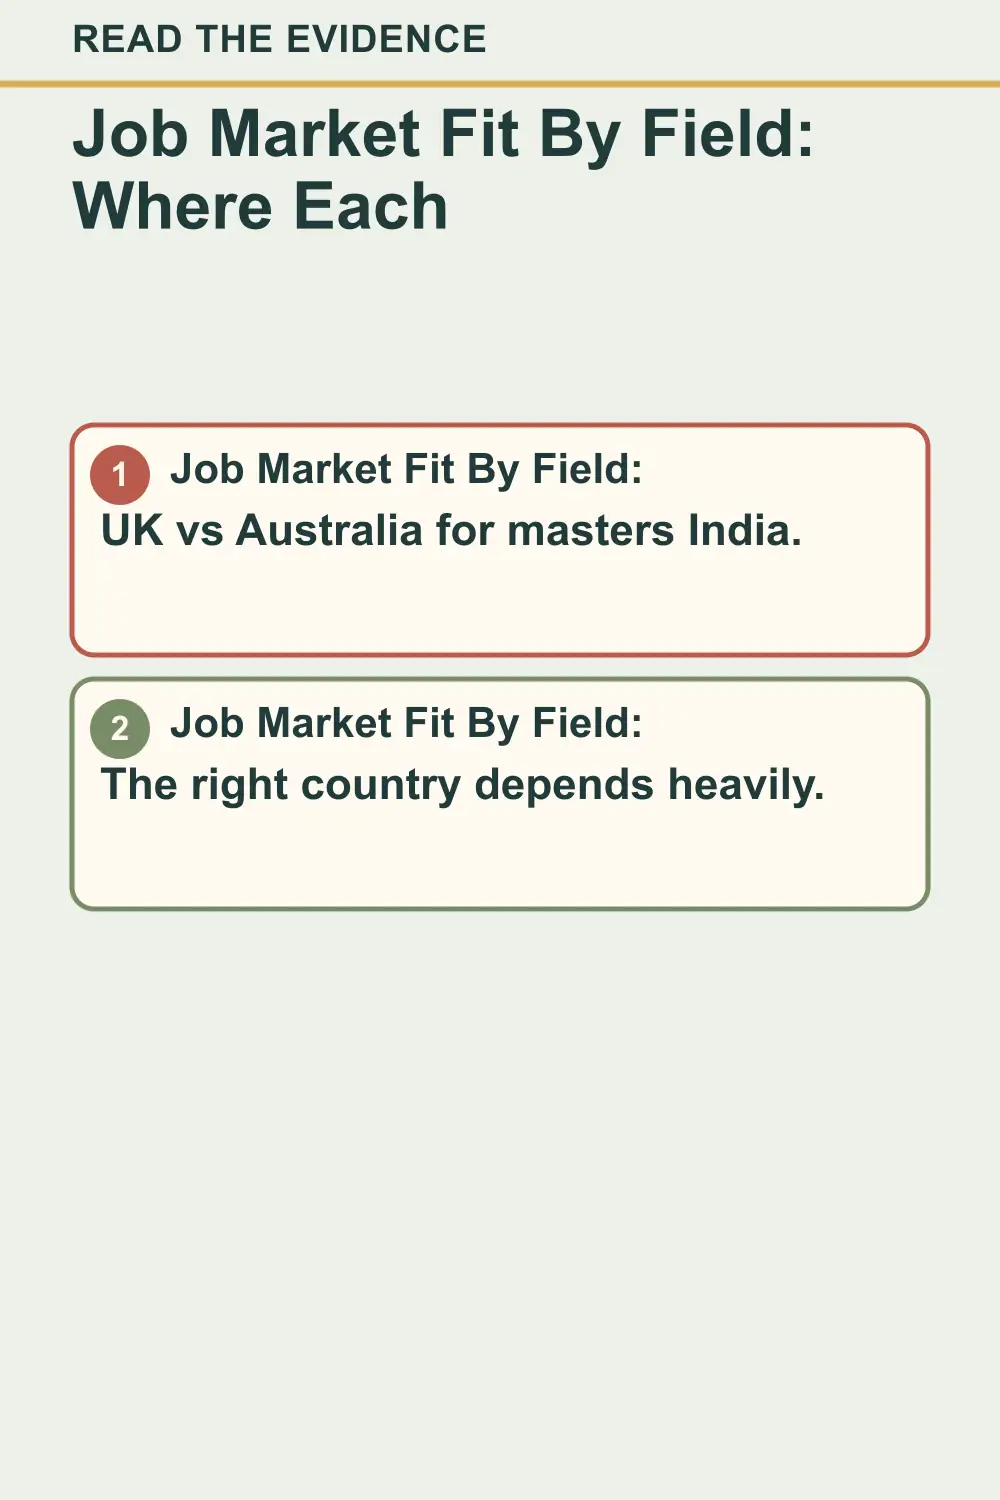 READ THE EVIDENCE
Job Market Fit By Field:
Where Each
1 Job Market Fit By Field:
UK vs Australia for masters India.
2 Job Market Fit By Field:
The right country depends heavily.